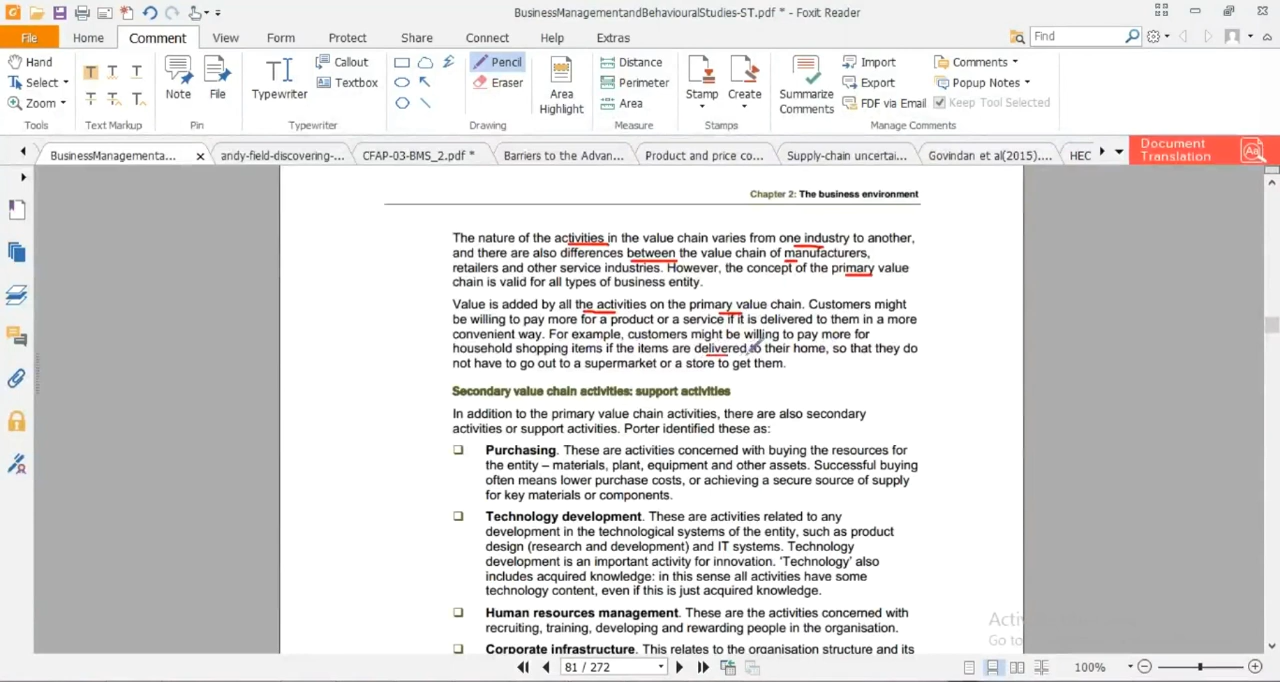 BusinessManagementandBehaviouralStudies-ST.pdf * - Foxit Reader
File Home Comment View Form Protect Share Connect Help Extras Find
Hand Callout Pencil Distance Import Comments
Select Textbox Eraser Perimeter Export Popup Notes
Zoom Note File Typewriter Area Highlight Area Stamp Create Summarize Comments FDF via Email Keep Tool Selected
Tools Text Markup Pin Typewriter Drawing Measure Stamps Manage Comments
BusinessManagementa... andy-field-discovering-... CFAP-03-BMS_2.pdf * Barriers to the Advan... Product and price co... Supply-chain uncertai... Govindan et al(2015).... HEC Document Translation
Chapter 2: The business environment
The nature of the activities in the value chain varies from one industry to another,
and there are also differences between the value chain of manufacturers,
retailers and other service industries. However, the concept of the primary value
chain is valid for all types of business entity.
Value is added by all the activities on the primary value chain. Customers might
be willing to pay more for a product or a service if it is delivered to them in a more
convenient way. For example, customers might be willing to pay more for
household shopping items if the items are delivered to their home, so that they do
not have to go out to a supermarket or a store to get them.
Secondary value chain activities: support activities
In addition to the primary value chain activities, there are also secondary
activities or support activities. Porter identified these as:
Purchasing. These are activities concerned with buying the resources for
the entity – materials, plant, equipment and other assets. Successful buying
often means lower purchase costs, or achieving a secure source of supply
for key materials or components.
Technology development. These are activities related to any
development in the technological systems of the entity, such as product
design (research and development) and IT systems. Technology
development is an important activity for innovation. ‘Technology’ also
includes acquired knowledge: in this sense all activities have some
technology content, even if this is just acquired knowledge.
Human resources management. These are the activities concerned with
recruiting, training, developing and rewarding people in the organisation.
Corporate infrastructure. This relates to the organisation structure and its
Go to
81 / 272 100%